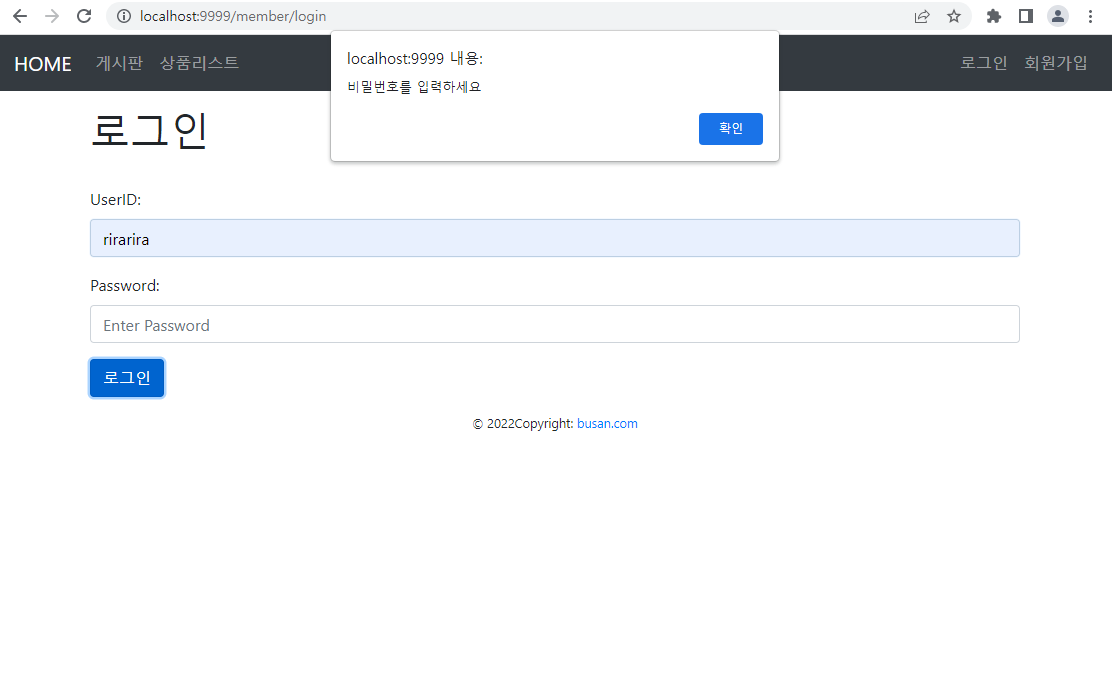 localhost:9999/member/login
localhost:9999 내용:
비밀번호를 입력하세요
확인
HOME 게시판 상품리스트 로그인 회원가입
로그인
UserID:
rirarira
Password:
Enter Password
로그인
© 2022Copyright: busan.com